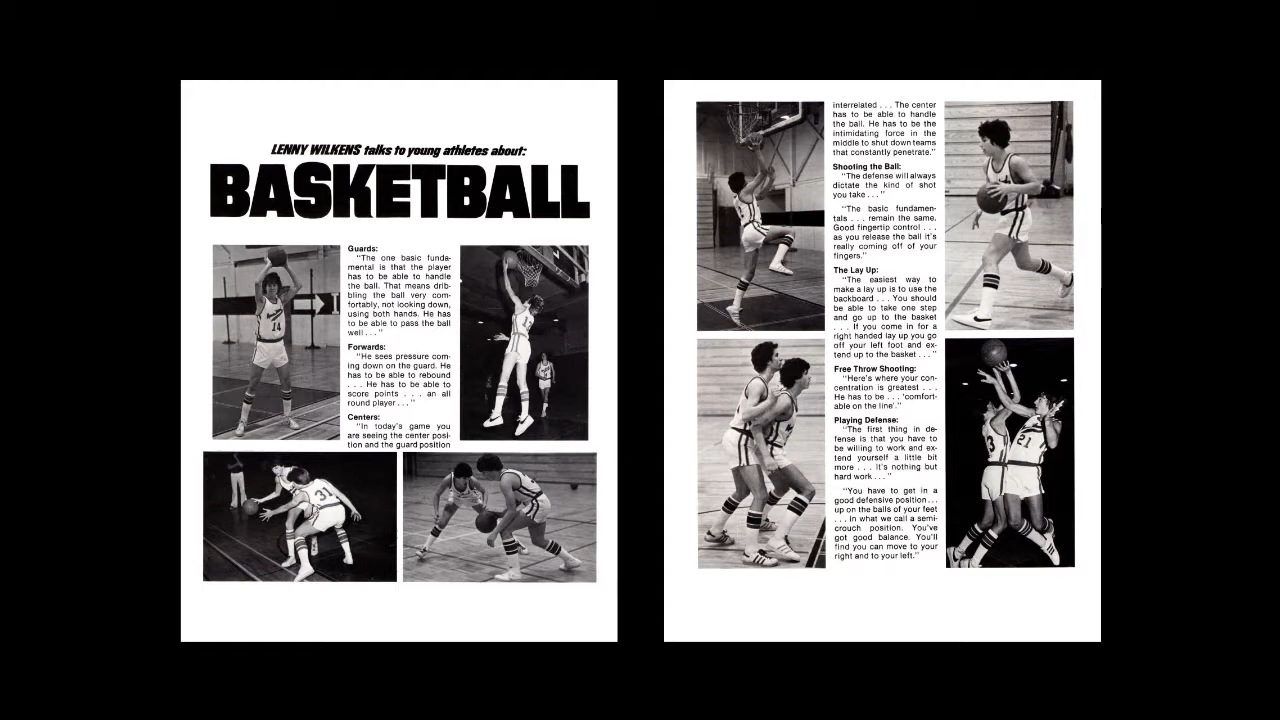 LENNY WILKENS talks to young athletes about:
BASKETBALL
Guards:
"The one basic funda-
mental is that the player
has to be able to handle
the ball. That means drib-
bling the ball very com-
fortably, not looking down,
using both hands. He has
to be able to pass the ball
well . . . "
Forwards:
"He sees pressure com-
ing down on the guard. He
has to be able to rebound
. . . He has to be able to
score points . . . an all
round player . . . "
Centers:
"In today's game you
are seeing the center posi-
tion and the guard position
14
31
interrelated . . . The center
has to be able to handle
the ball. He has to be the
intimidating force in the
middle to shut down teams
that constantly penetrate."
Shooting the Ball:
"The defense will always
dictate the kind of shot
you take . . . "
"The basic fundamen-
tals . . . remain the same.
Good fingertip control . . .
as you release the ball it's
really coming off of your
fingers."
The Lay Up:
"The easiest way to
make a lay up is to use the
backboard . . . You should
be able to take one step
and go up to the basket
. . . If you come in for a
right handed lay up you go
off your left foot and ex-
tend up to the basket . . . "
Free Throw Shooting:
"Here's where your con-
centration is greatest . . .
He has to be . . . 'comfort-
able on the line'."
Playing Defense:
"The first thing in de-
fense is that you have to
be willing to work and ex-
tend yourself a little bit
more . . . It's nothing but
hard work . . . "
"You have to get in a
good defensive position . . .
up on the balls of your feet
. . . In what we call a semi-
crouch position. You've
got good balance. You'll
find you can move to your
right and to your left."
21